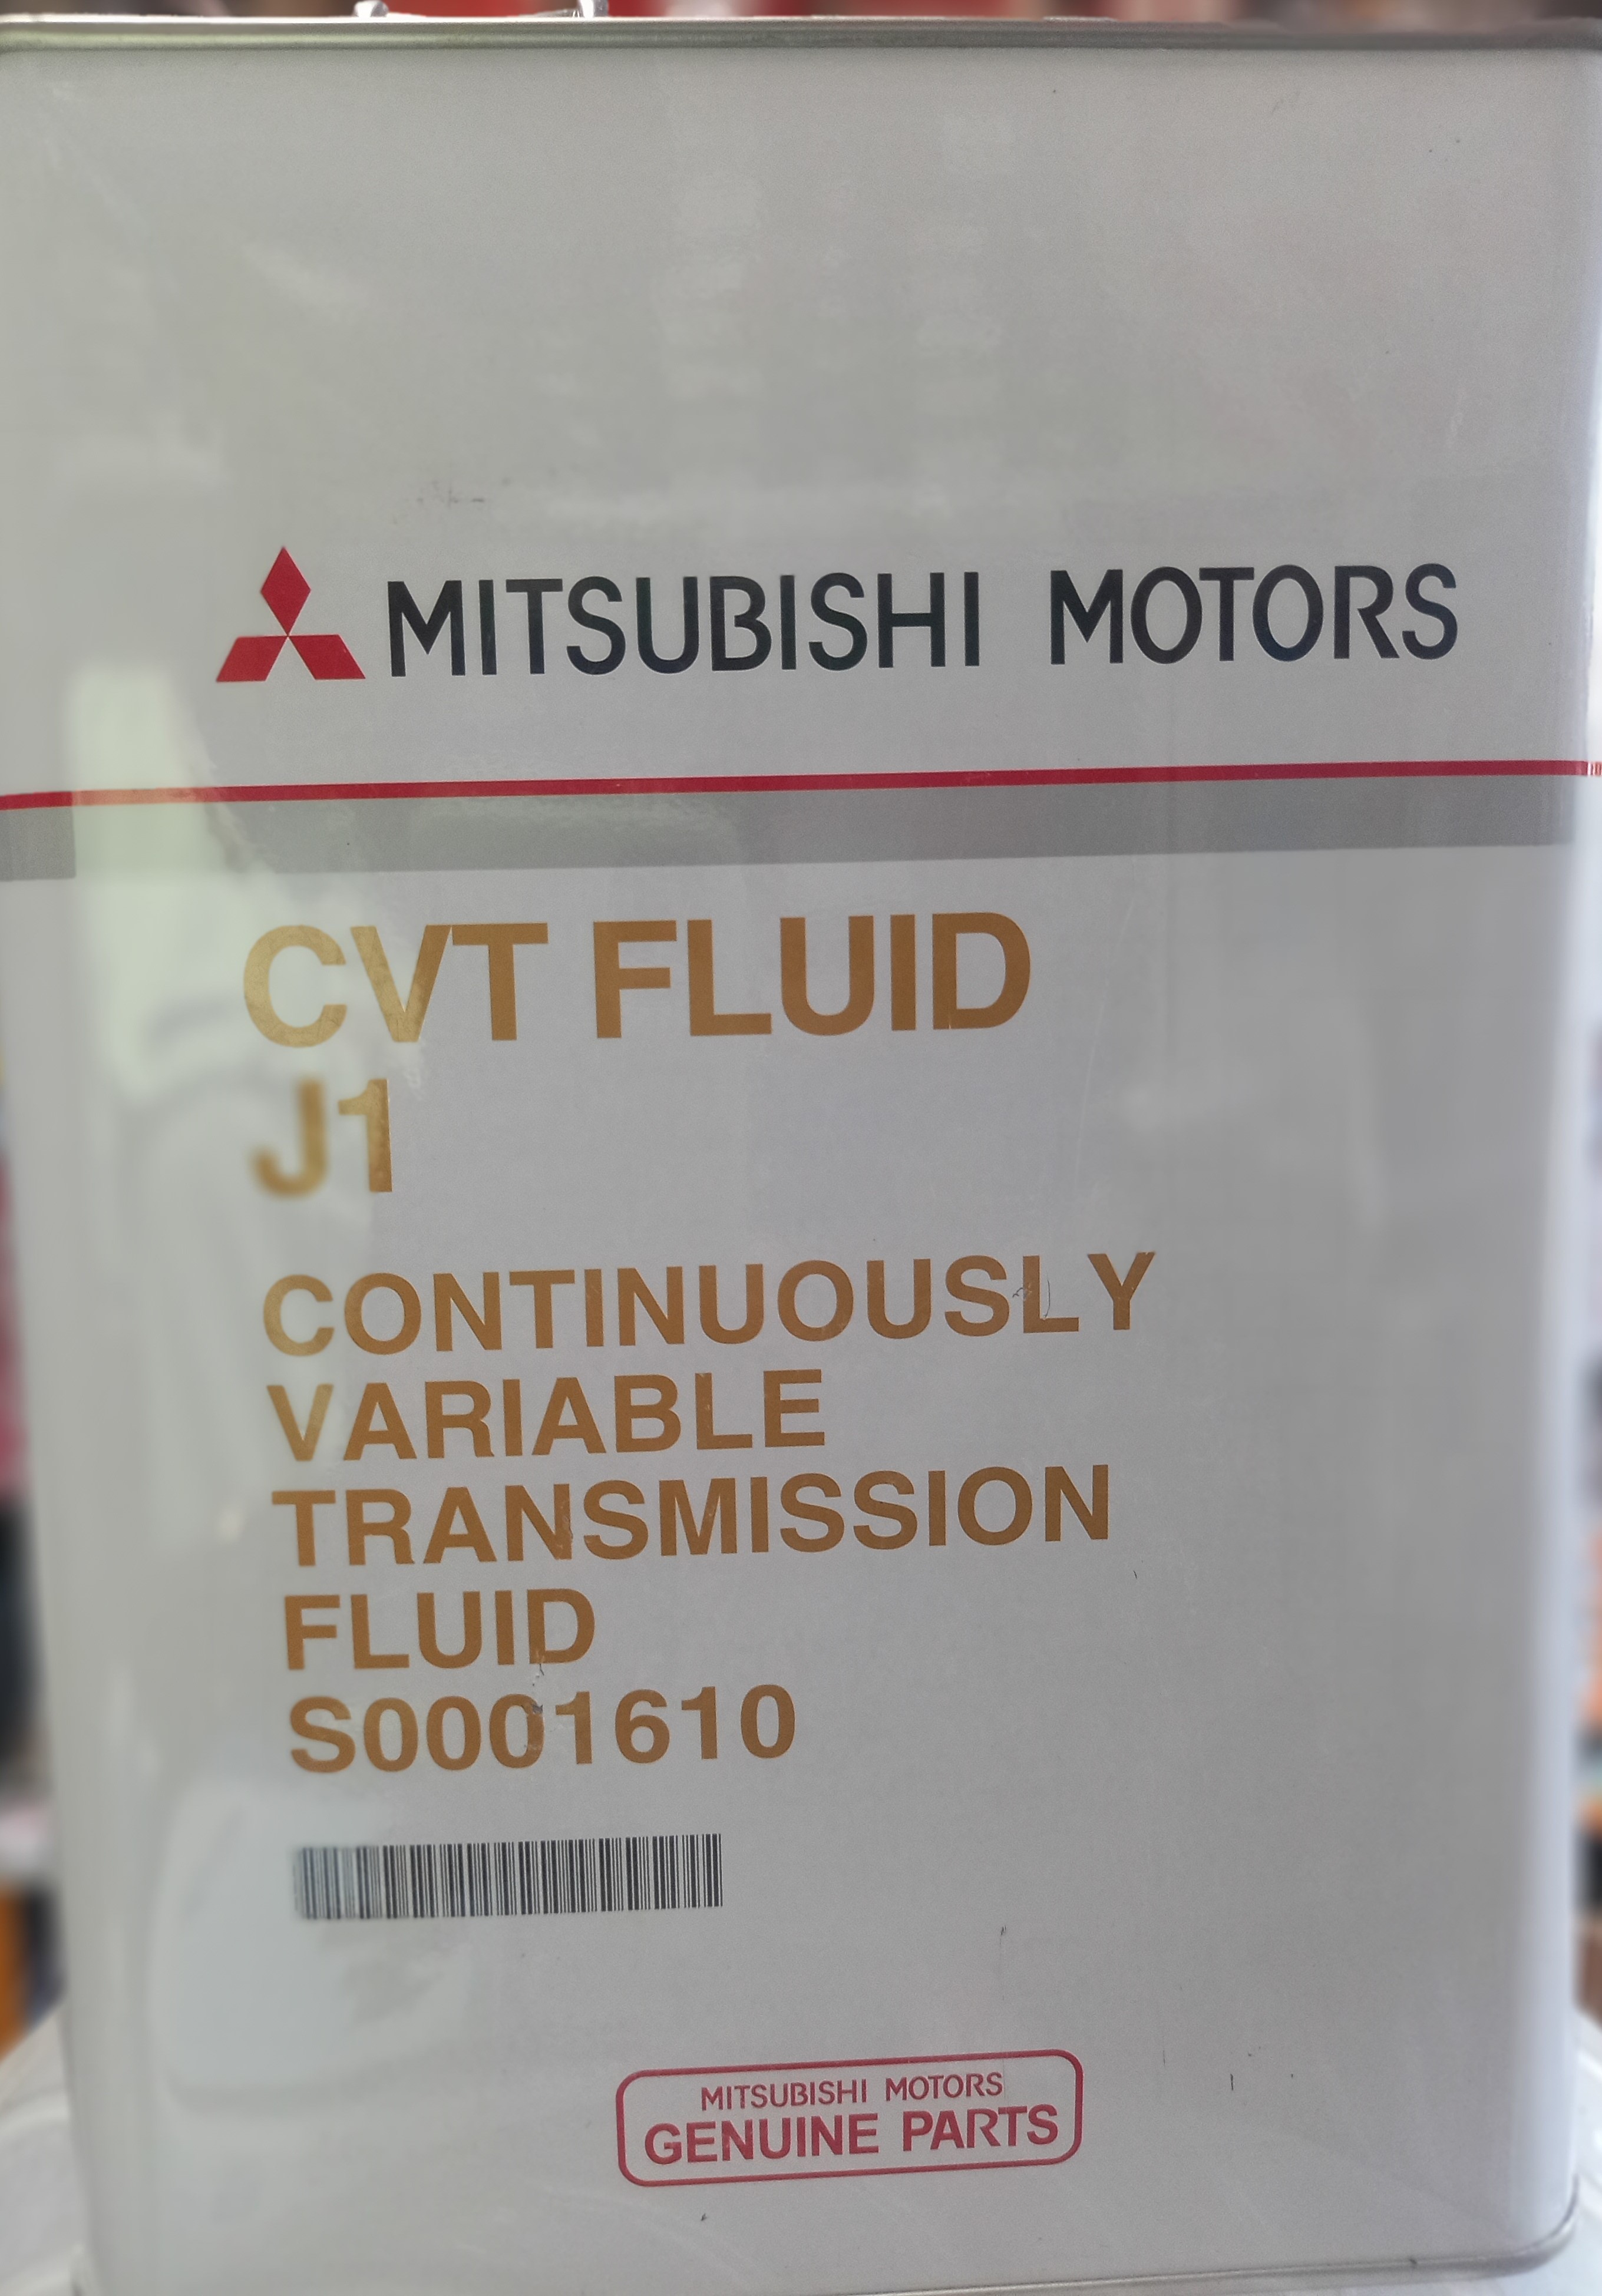 MITSUBISHI MOTORS
CVT FLUID
J1
CONTINUOUSLY
VARIABLE
TRANSMISSION
FLUID
S0001610
MITSUBISHI MOTORS
GENUINE PARTS